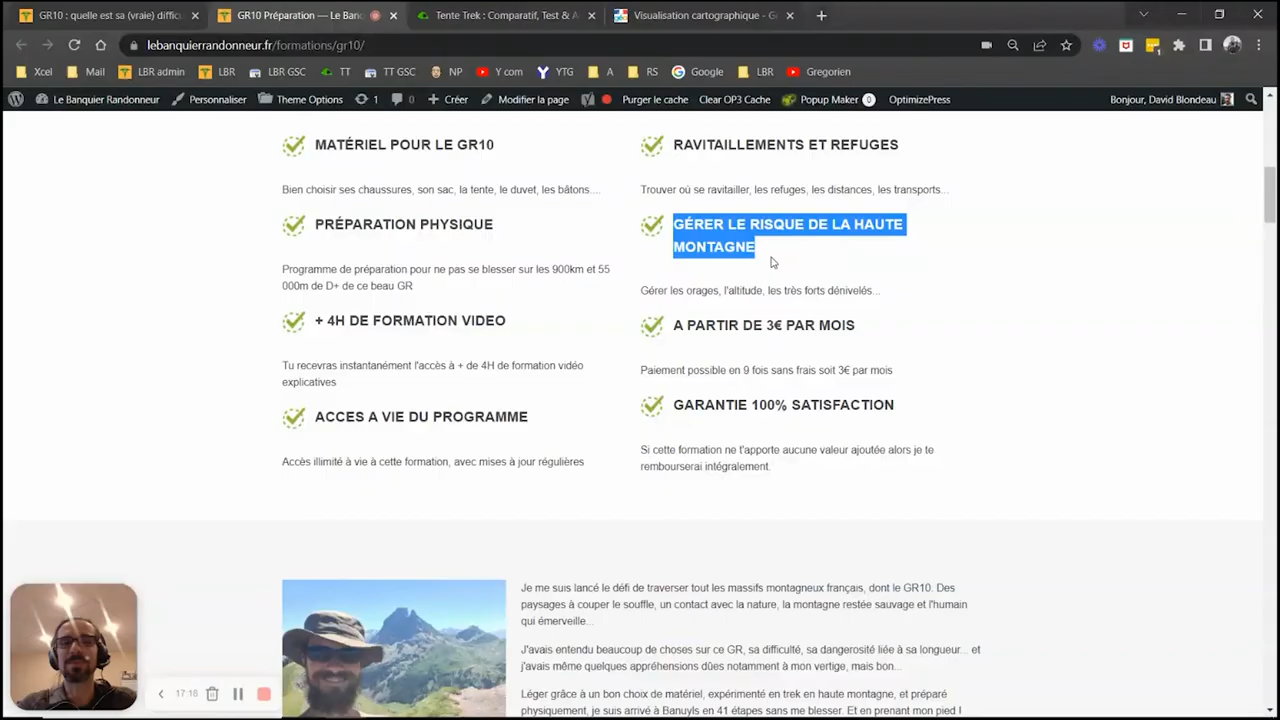 GR10 : quelle est sa (vraie) difficu
GR10 Préparation — Le Banq
Tente Trek : Comparatif, Test & A
Visualisation cartographique - G
lebanquierrandonneur.fr/formations/gr10/
Xcel
Mail
LBR admin
LBR
LBR GSC
TT
TT GSC
NP
Y com
YTG
A
RS
Google
LBR
Gregorien
Le Banquier Randonneur
Personnaliser
Theme Options
1
0
Créer
Modifier la page
Purger le cache
Clear OP3 Cache
Popup Maker 0
OptimizePress
Bonjour, David Blondeau
MATÉRIEL POUR LE GR10
Bien choisir ses chaussures, son sac, la tente, le duvet, les bâtons....
PRÉPARATION PHYSIQUE
Programme de préparation pour ne pas se blesser sur les 900km et 55
000m de D+ de ce beau GR
+ 4H DE FORMATION VIDEO
Tu recevras instantanément l'accès à + de 4H de formation vidéo
explicatives
ACCES A VIE DU PROGRAMME
Accès illimité à vie à cette formation, avec mises à jour régulières
RAVITAILLEMENTS ET REFUGES
Trouver où se ravitailler, les refuges, les distances, les transports...
GÉRER LE RISQUE DE LA HAUTE
MONTAGNE
Gérer les orages, l'altitude, les très forts dénivelés...
A PARTIR DE 3€ PAR MOIS
Paiement possible en 9 fois sans frais soit 3€ par mois
GARANTIE 100% SATISFACTION
Si cette formation ne t'apporte aucune valeur ajoutée alors je te
rembourserai intégralement.
Je me suis lancé le défi de traverser tout les massifs montagneux français, dont le GR10. Des
paysages à couper le souffle, un contact avec la nature, la montagne restée sauvage et l'humain
qui émerveille...
J'avais entendu beaucoup de choses sur ce GR, sa difficulté, sa dangerosité liée à sa longueur... et
j'avais même quelques appréhensions dûes notamment à mon vertige, mais bon...
Léger grâce à un bon choix de matériel, expérimenté en trek en haute montagne, et préparé
physiquement, je suis arrivé à Banuyls en 41 étapes sans me blesser. Et en prenant mon pied !
17:18